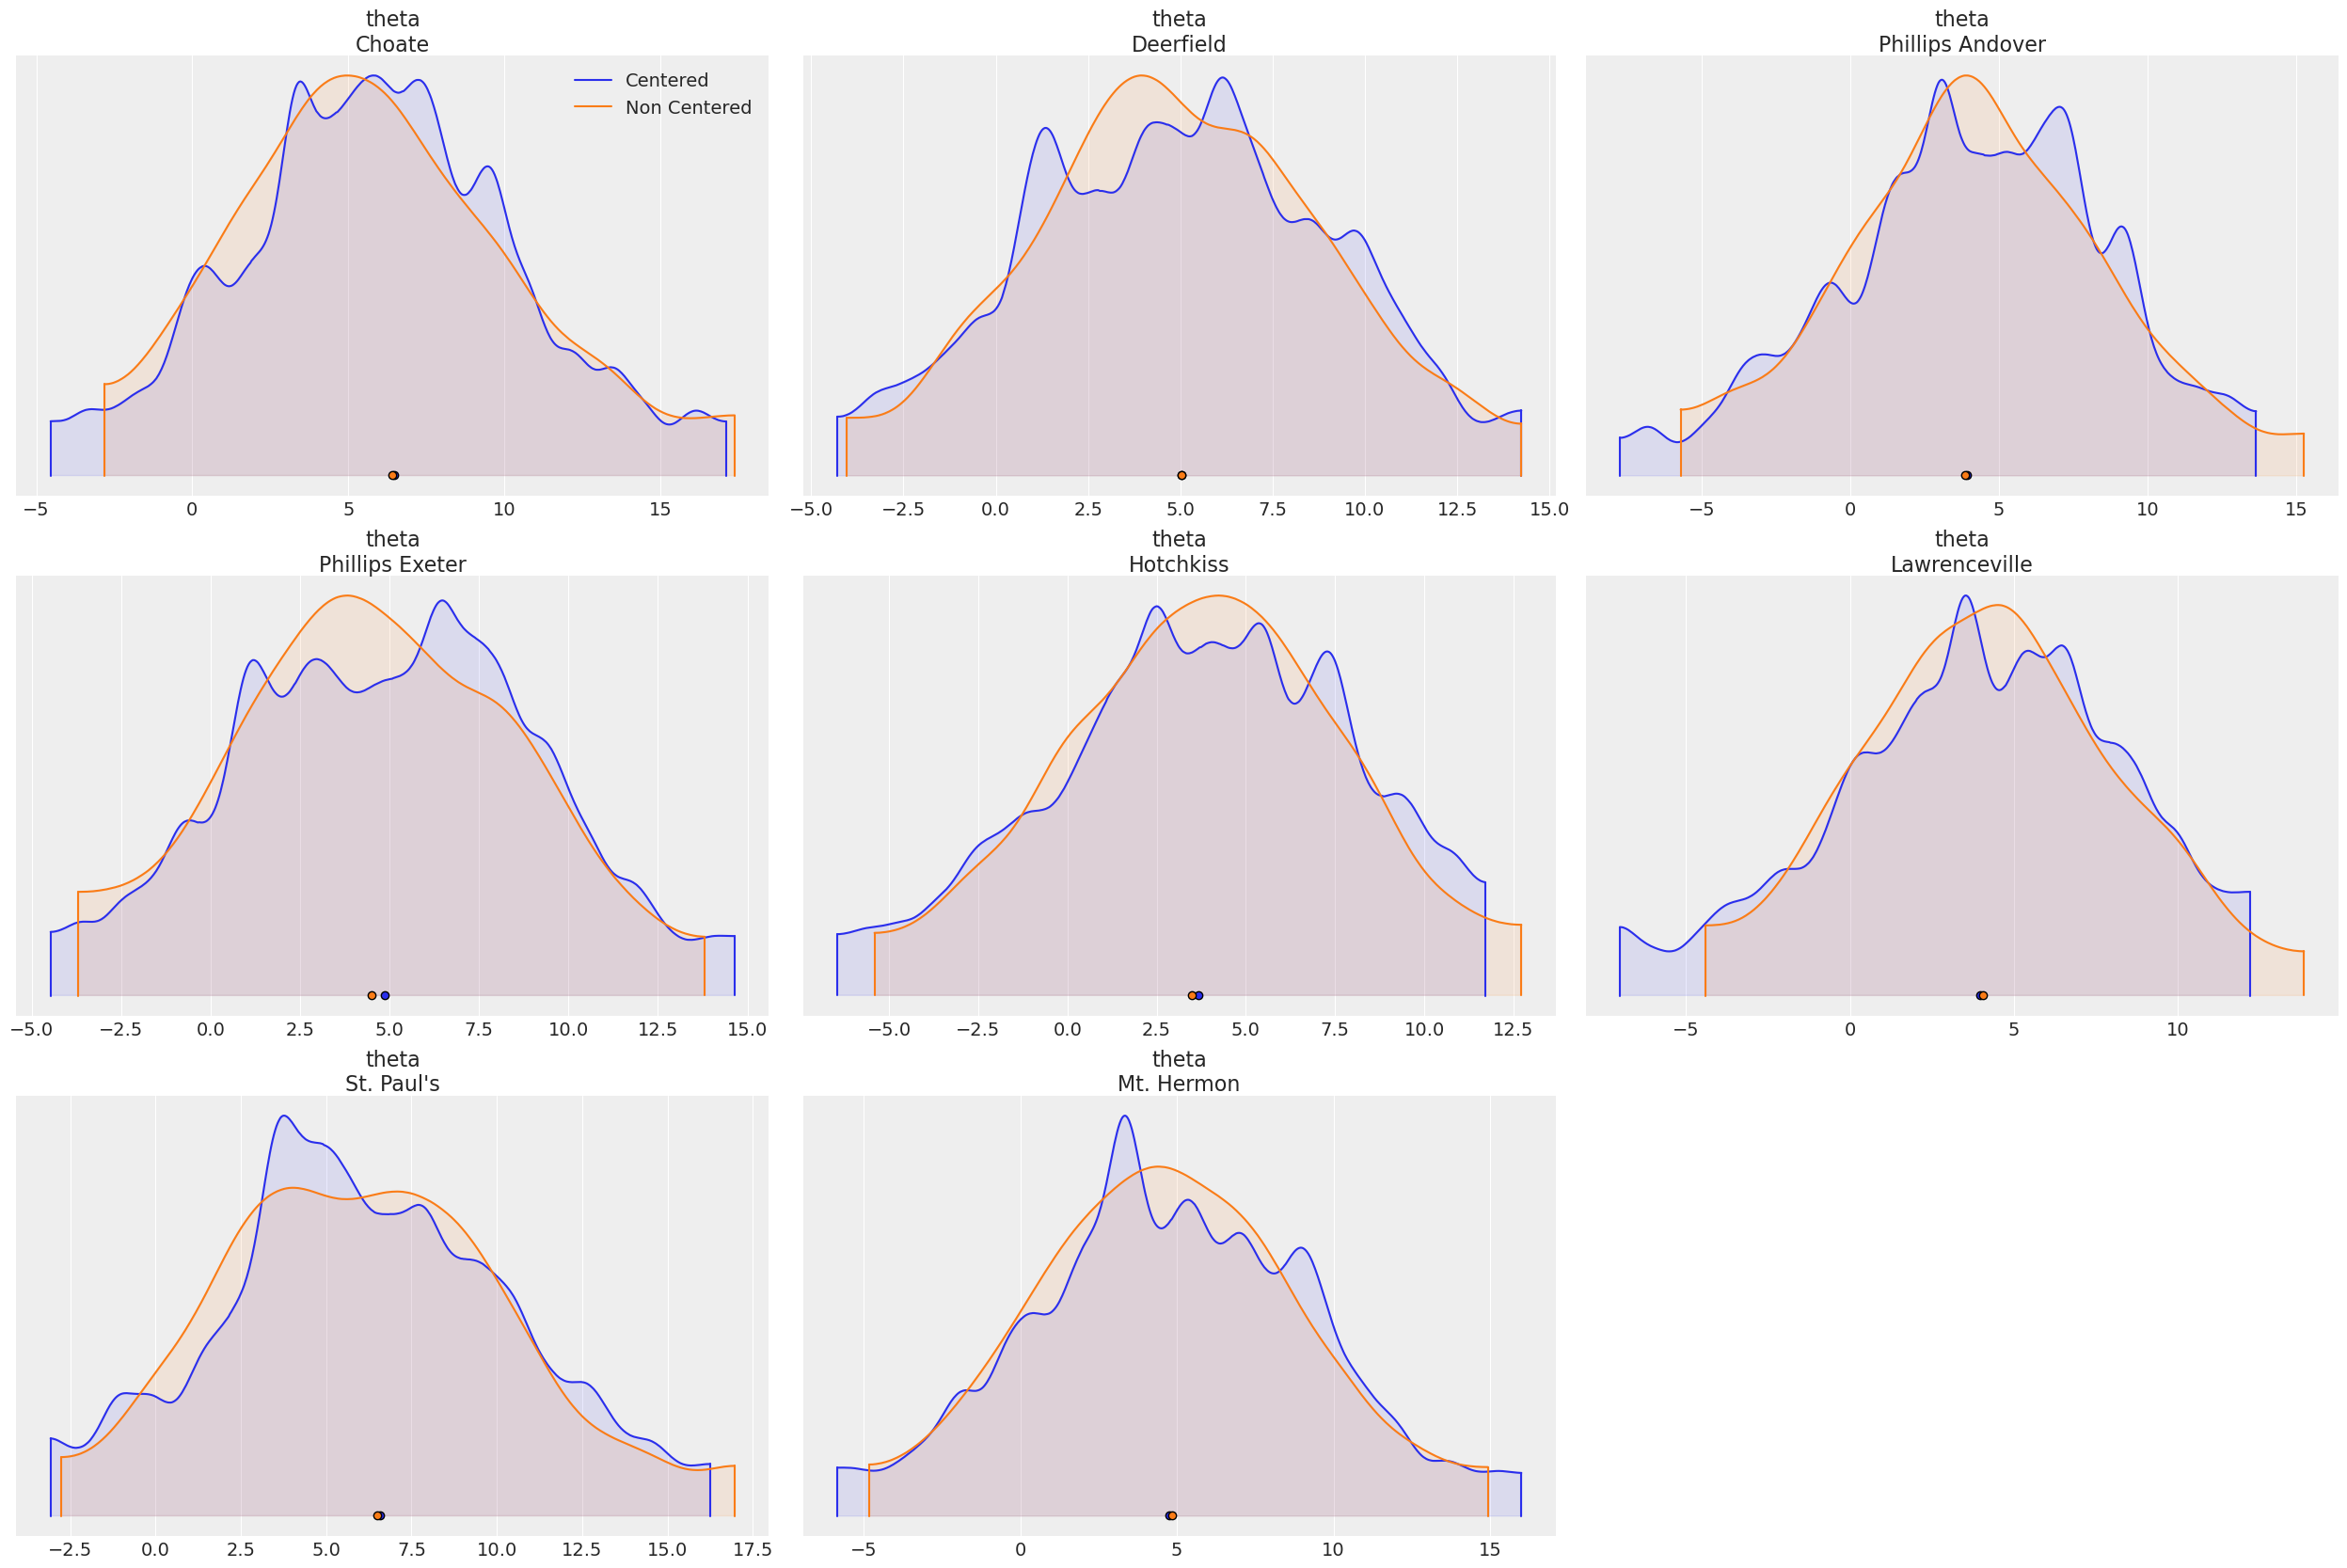 theta
Choate
Centered
Non Centered
−5 0 5 10 15
theta
Deerfield
−5.0 −2.5 0.0 2.5 5.0 7.5 10.0 12.5 15.0
theta
Phillips Andover
−5 0 5 10 15
theta
Phillips Exeter
−5.0 −2.5 0.0 2.5 5.0 7.5 10.0 12.5 15.0
theta
Hotchkiss
−5.0 −2.5 0.0 2.5 5.0 7.5 10.0 12.5
theta
Lawrenceville
−5 0 5 10
theta
St. Paul's
−2.5 0.0 2.5 5.0 7.5 10.0 12.5 15.0 17.5
theta
Mt. Hermon
−5 0 5 10 15